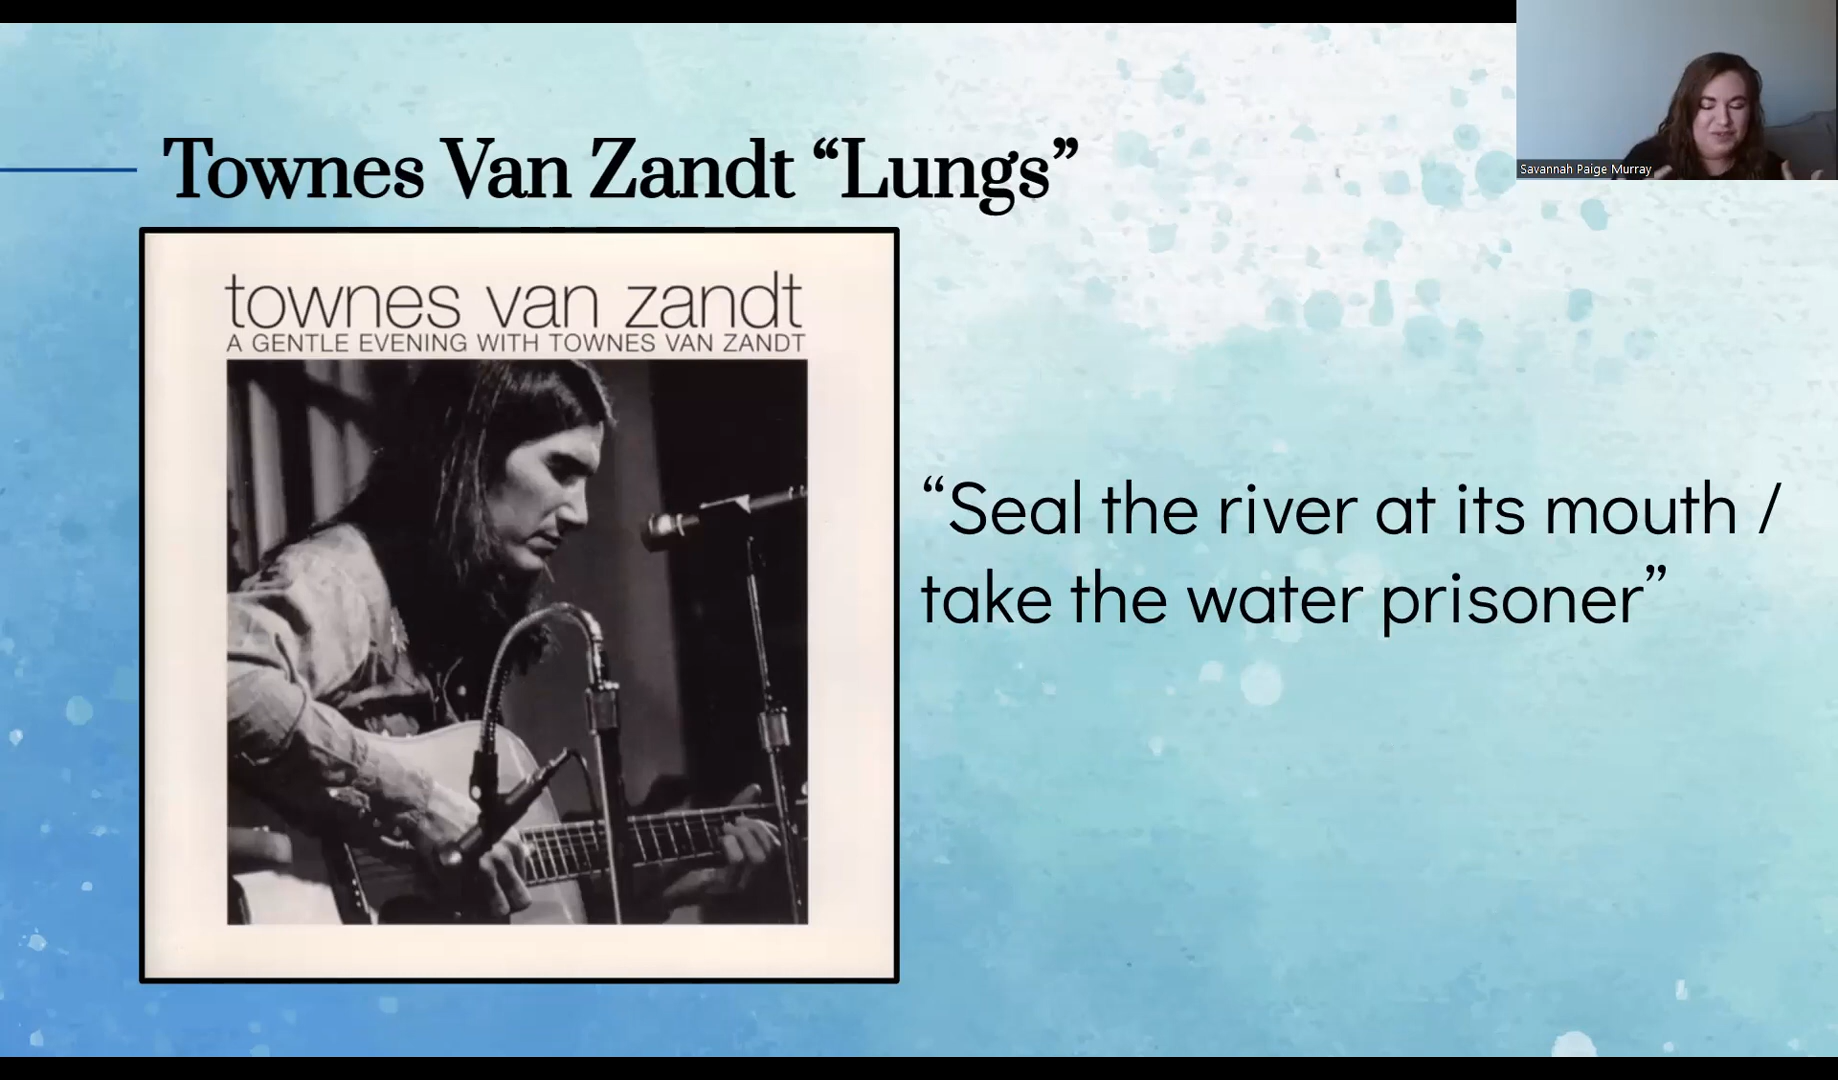 Townes Van Zandt “Lungs”
Savannah Paige Murray
townes van zandt
A GENTLE EVENING WITH TOWNES VAN ZANDT
“Seal the river at its mouth /
take the water prisoner”